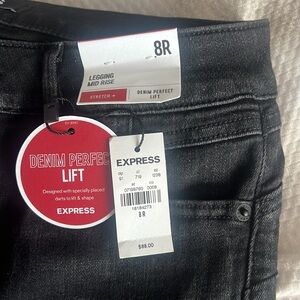 8R
LEGGING
MID RISE
STRETCH +
DENIM PERFECT
LIFT
DENIM PERFEC
LIFT
Designed with specially placed
darts to lift & shape
EXPRESS
EXPRESS
8R
$88.00